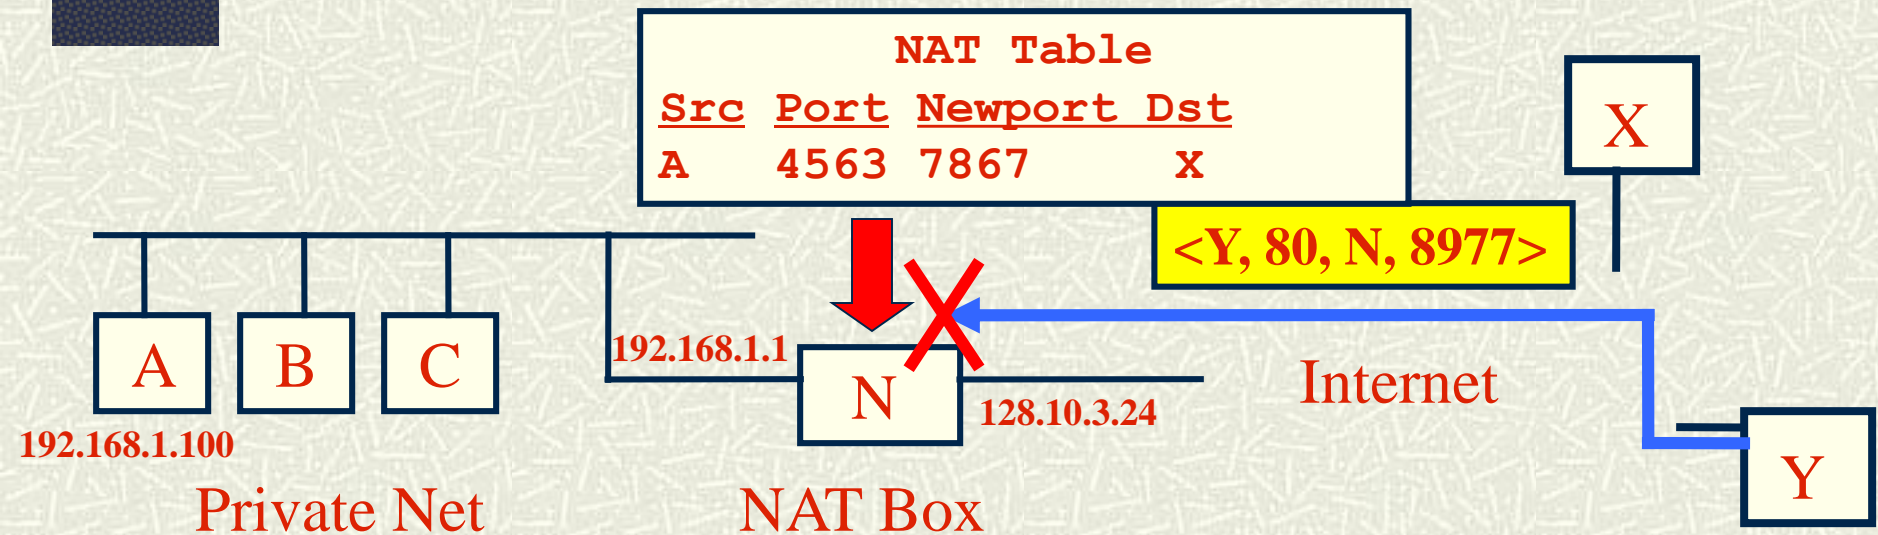 NAT Table
Src Port Newport Dst
A 4563 7867 X
X
<Y, 80, N, 8977>
A
B
C
192.168.1.1
N
128.10.3.24
Internet
192.168.1.100
Y
Private Net
NAT Box